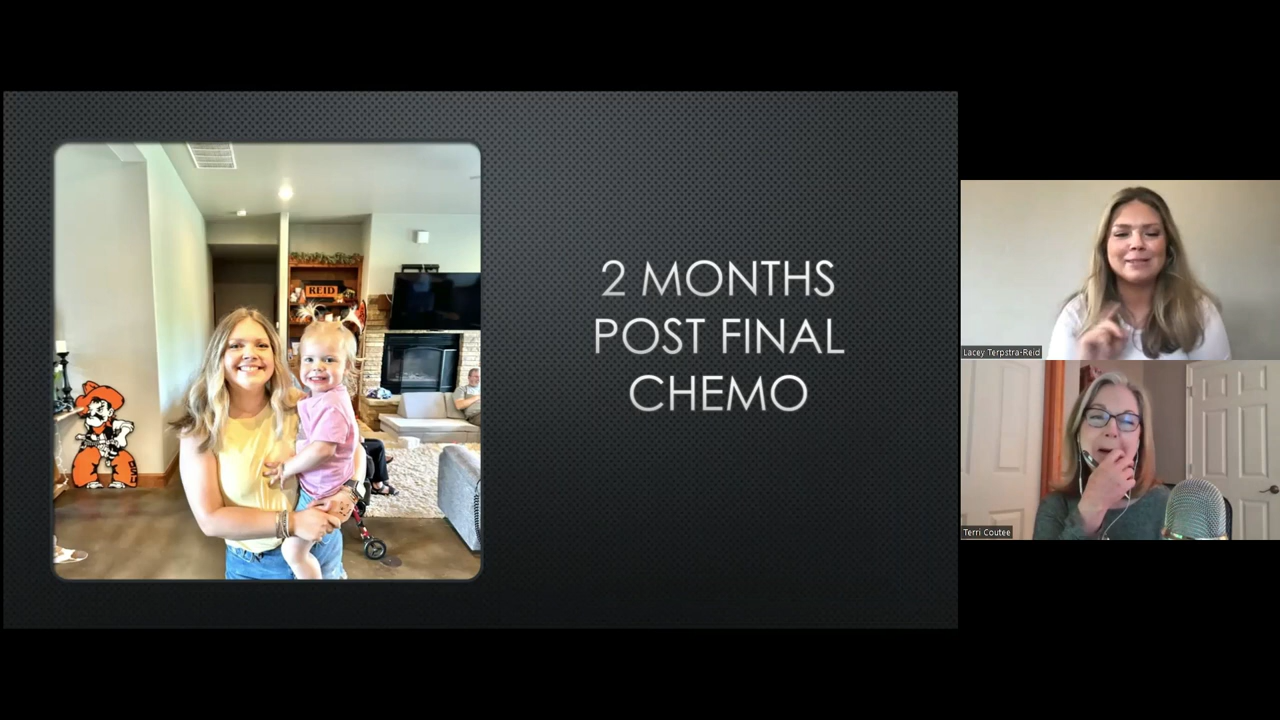 2 MONTHS
POST FINAL
CHEMO
REID
Lacey Terpstra-Reid
Terri Coutee